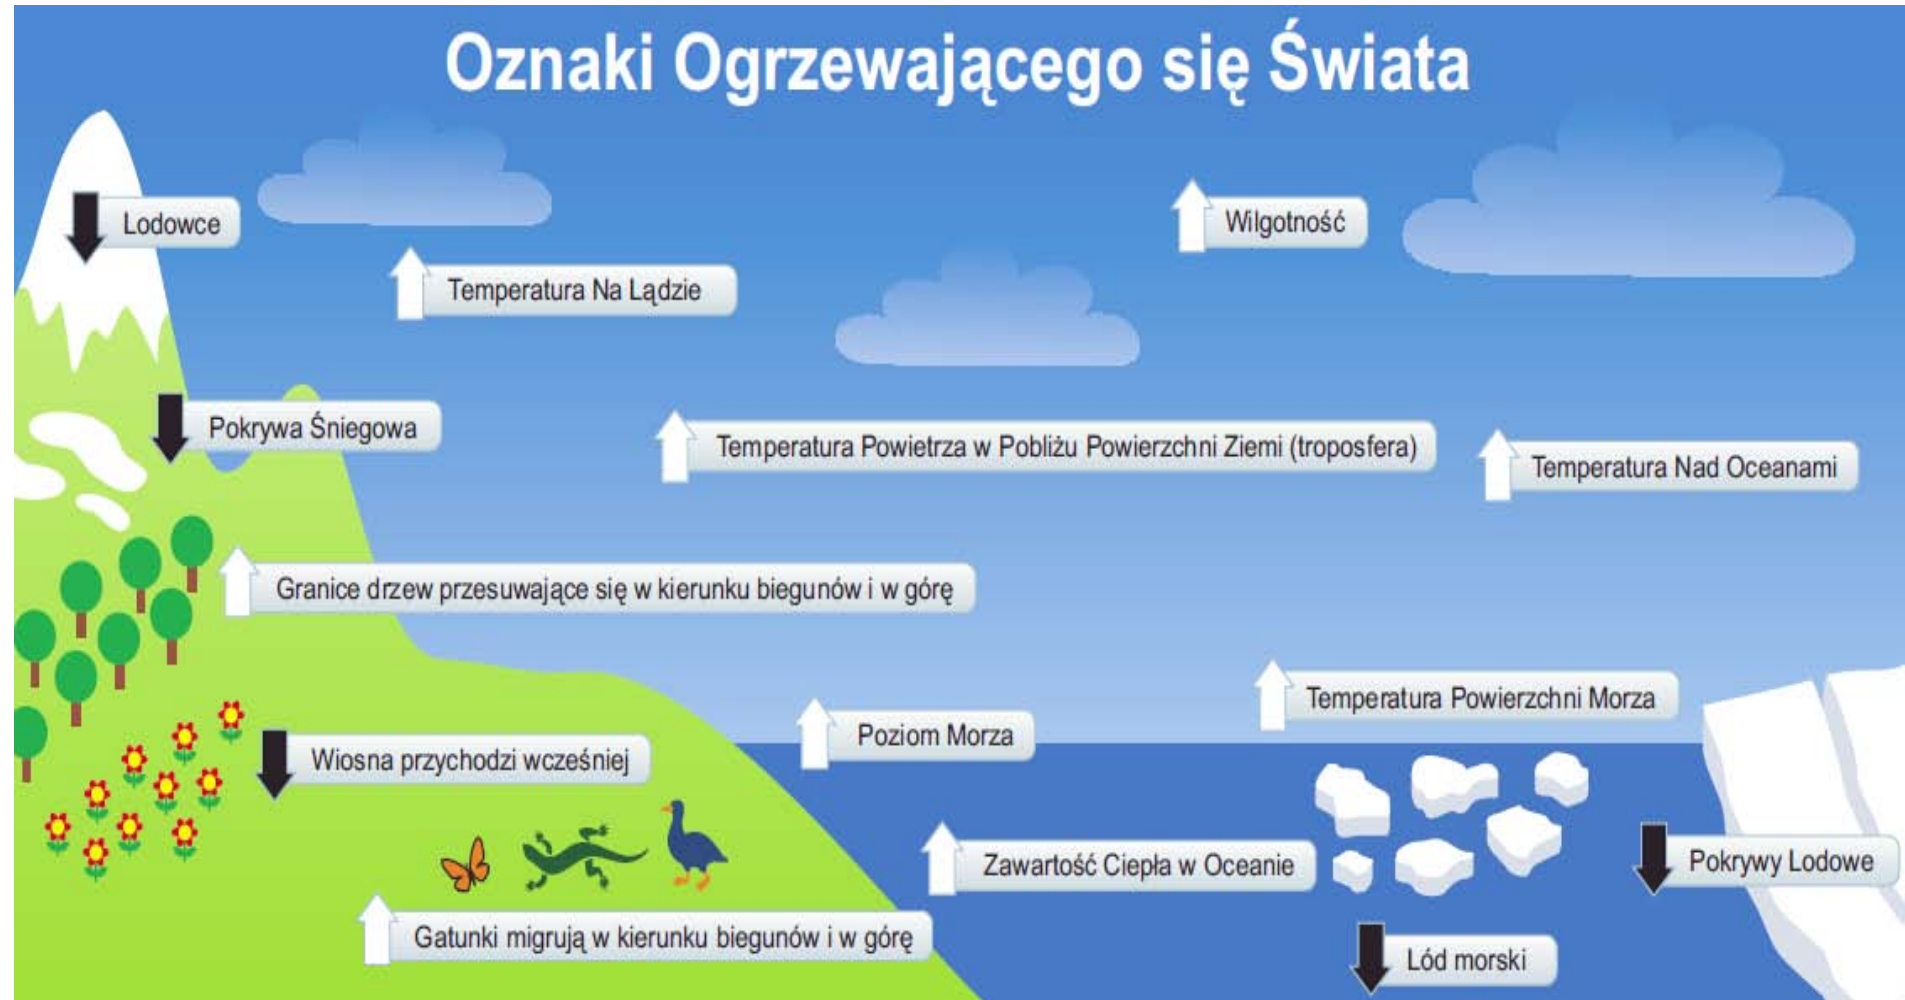 Oznaki Ogrzewającego się Świata
Lodowce
Wilgotność
Temperatura Na Lądzie
Pokrywa Śniegowa
Temperatura Powietrza w Pobliżu Powierzchni Ziemi (troposfera)
Temperatura Nad Oceanami
Granice drzew przesuwające się w kierunku biegunów i w górę
Temperatura Powierzchni Morza
Poziom Morza
Wiosna przychodzi wcześniej
Zawartość Ciepła w Oceanie
Pokrywy Lodowe
Gatunki migrują w kierunku biegunów i w górę
Lód morski